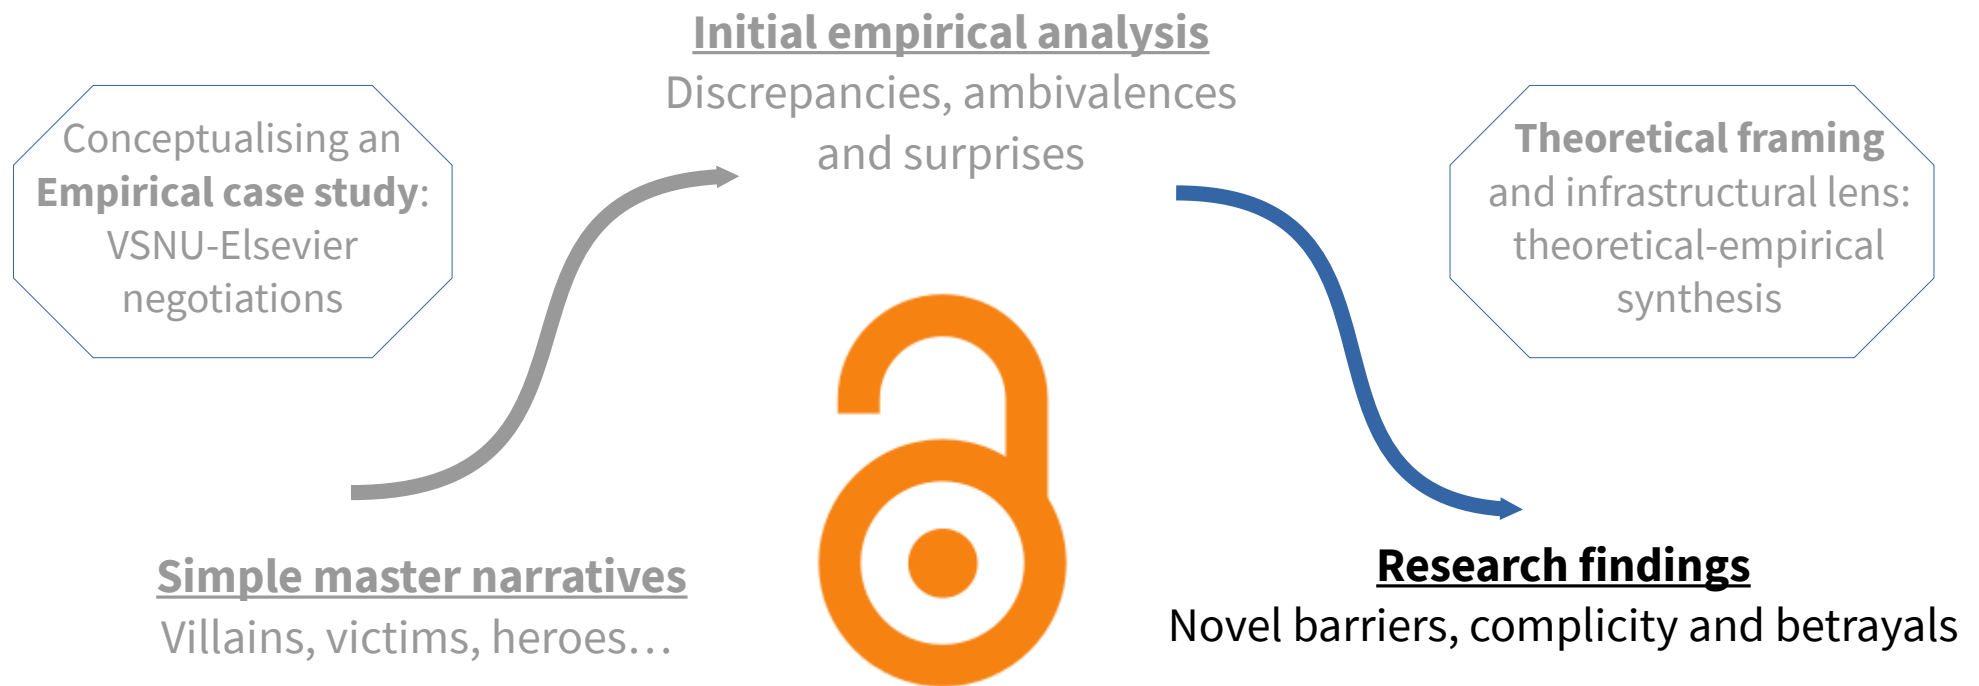 Initial empirical analysis
Discrepancies, ambivalences
and surprises
Conceptualising an
Empirical case study:
VSNU-Elsevier
negotiations
Theoretical framing
and infrastructural lens:
theoretical-empirical
synthesis
Simple master narratives
Villains, victims, heroes…
Research findings
Novel barriers, complicity and betrayals